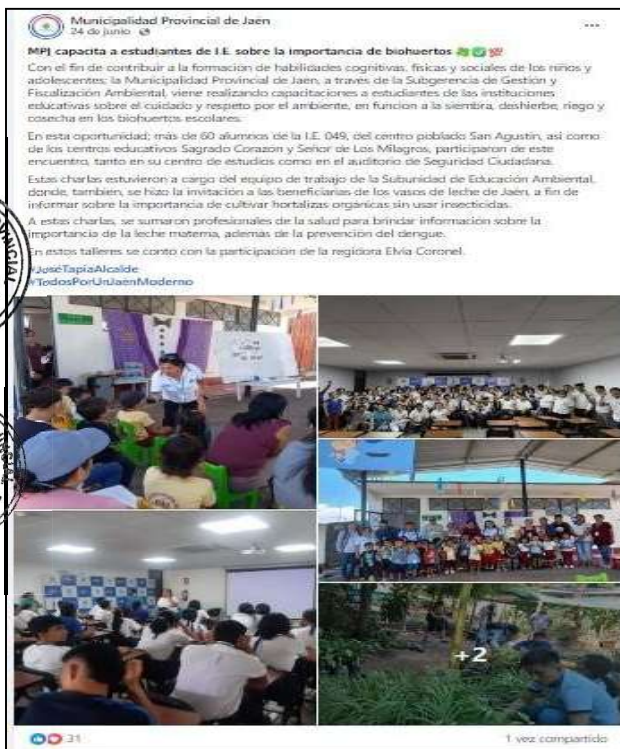 Municipalidad Provincial de Jaén
24 de junio
MPJ capacita a estudiantes de I.E. sobre la importancia de biohuertos
Con el fin de contribuir a la formación de habilidades cognitivas, físicas y sociales de los niños y
adolescentes; la Municipalidad Provincial de Jaén, a través de la Subgerencia de Gestión y
Fiscalización Ambiental, viene realizando capacitaciones a estudiantes de las instituciones
educativas sobre el cuidado y respeto por el ambiente, en función a la siembra, deshierbe, riego y
cosecha en los biohuertos escolares.
En esta oportunidad; más de 60 alumnos de la I.E. 049, del centro poblado San Agustín, así como
de los centros educativos Sagrado Corazón y Señor de Los Milagros, participaron de este
encuentro, tanto en su centro de estudios como en el auditorio de Seguridad Ciudadana.
Estas charlas estuvieron a cargo del equipo de trabajo de la Subunidad de Educación Ambiental,
donde, también, se hizo la invitación a las beneficiarias de los vasos de leche de Jaén, a fin de
informar sobre la importancia de cultivar hortalizas orgánicas sin usar insecticidas.
A estas charlas, se sumaron profesionales de la salud para brindar información sobre la
importancia de la leche materna, además de la prevención del dengue.
En estos talleres se contó con la participación de la regidora Elvia Coronel.
#JoséTapiaAlcalde
#TodosPorUnJaénModerno
+2
31
1 vez compartido